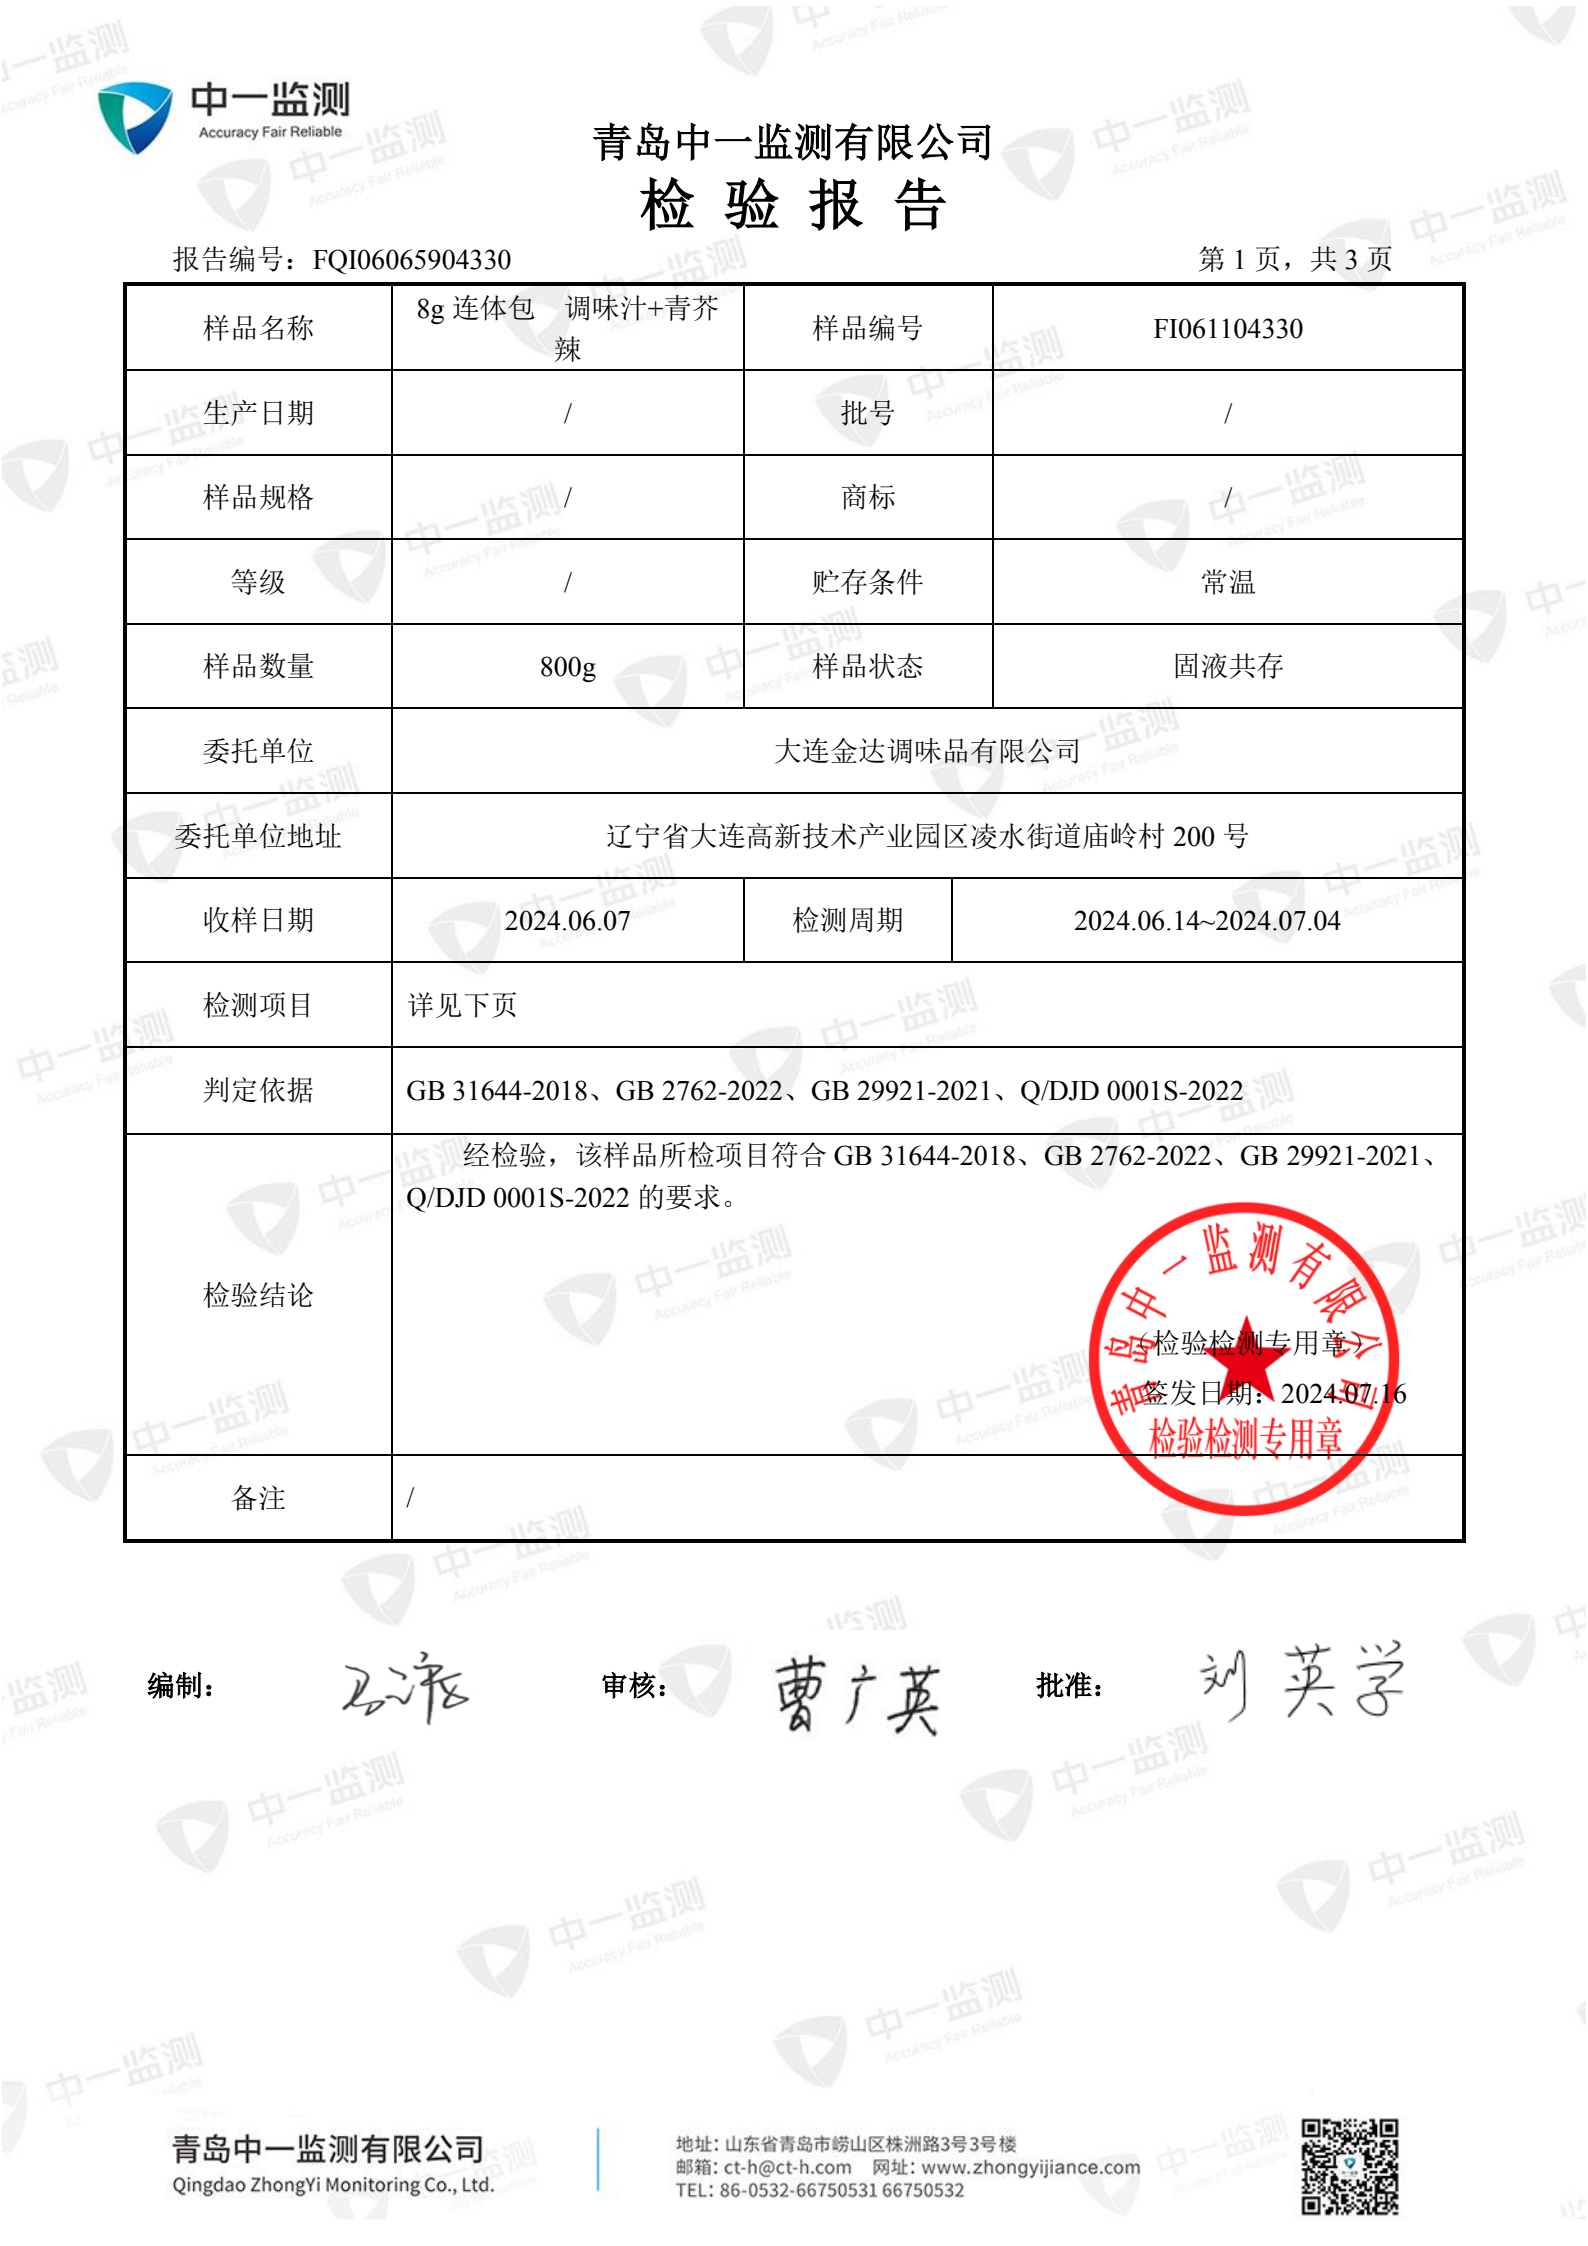 中一监测
Accuracy Fair Reliable
青岛中一监测有限公司
检 验 报 告
报告编号：FQI06065904330
第 1 页，共 3 页
样品名称
8g 连体包　调味汁+青芥
辣
样品编号
FI061104330
生产日期
/
批号
/
样品规格
/
商标
/
等级
/
贮存条件
常温
样品数量
800g
样品状态
固液共存
委托单位
大连金达调味品有限公司
委托单位地址
辽宁省大连高新技术产业园区凌水街道庙岭村 200 号
收样日期
2024.06.07
检测周期
2024.06.14~2024.07.04
检测项目
详见下页
判定依据
GB 31644-2018、GB 2762-2022、GB 29921-2021、Q/DJD 0001S-2022
检验结论
经检验，该样品所检项目符合 GB 31644-2018、GB 2762-2022、GB 29921-2021、
Q/DJD 0001S-2022 的要求。
青岛中一监测有限公司
（检验检测专用章）
签发日期：2024.07.16
检验检测专用章
备注
/
编制：
审核：
曹广英
批准：
刘英学
青岛中一监测有限公司
Qingdao ZhongYi Monitoring Co., Ltd.
地址：山东省青岛市崂山区株洲路3号3号楼
邮箱：ct-h@ct-h.com　网址：www.zhongyijiance.com
TEL：86-0532-66750531 66750532